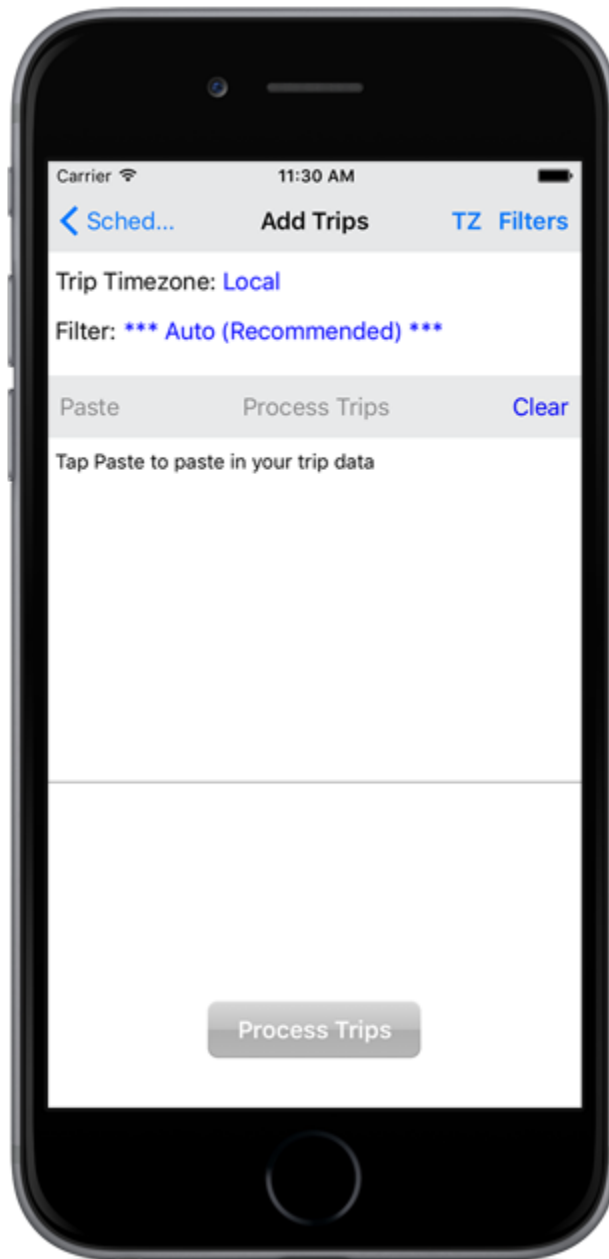 Carrier 11:30 AM
Sched... Add Trips TZ Filters
Trip Timezone: Local
Filter: *** Auto (Recommended) ***
Paste Process Trips Clear
Tap Paste to paste in your trip data
Process Trips